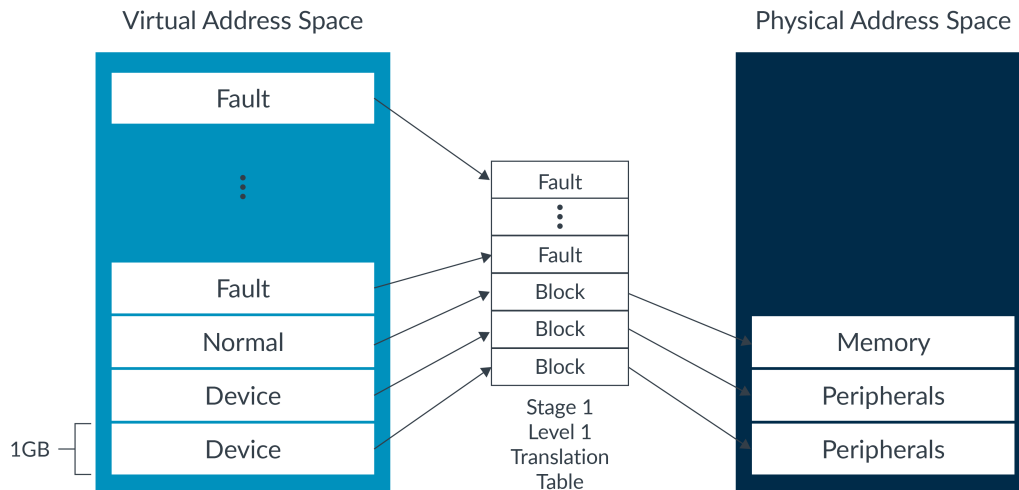 Virtual Address Space
Physical Address Space
Fault
Fault
Normal
Device
Device
1GB
Fault
Fault
Block
Block
Block
Stage 1
Level 1
Translation
Table
Memory
Peripherals
Peripherals